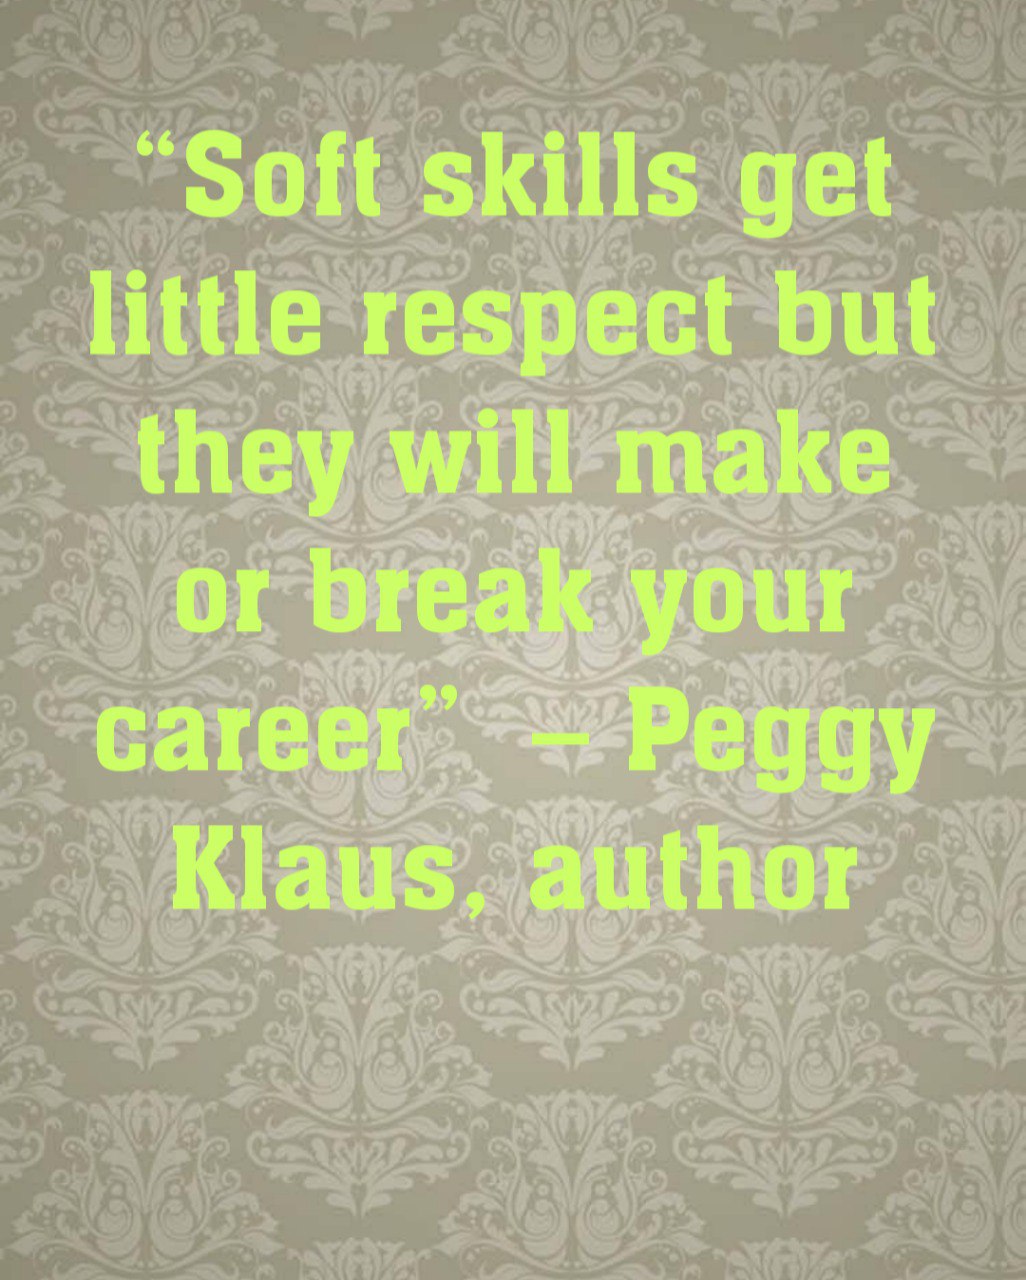 “Soft skills get
little respect but
they will make
or break your
career” – Peggy
Klaus, author